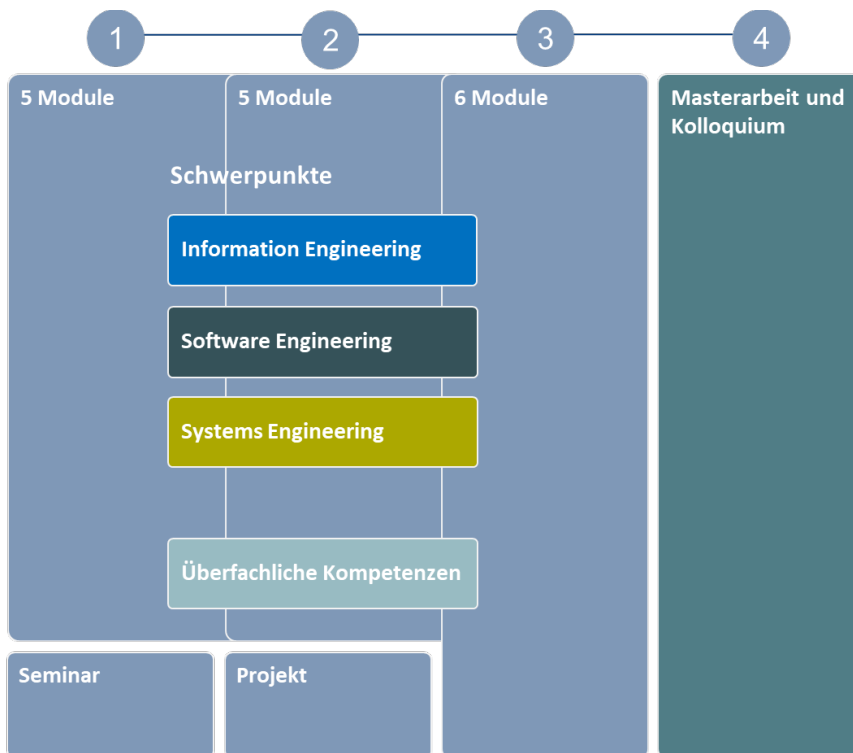 1
2
3
4
5 Module
5 Module
6 Module
Masterarbeit und
Kolloquium
Schwerpunkte
Information Engineering
Software Engineering
Systems Engineering
Überfachliche Kompetenzen
Seminar
Projekt